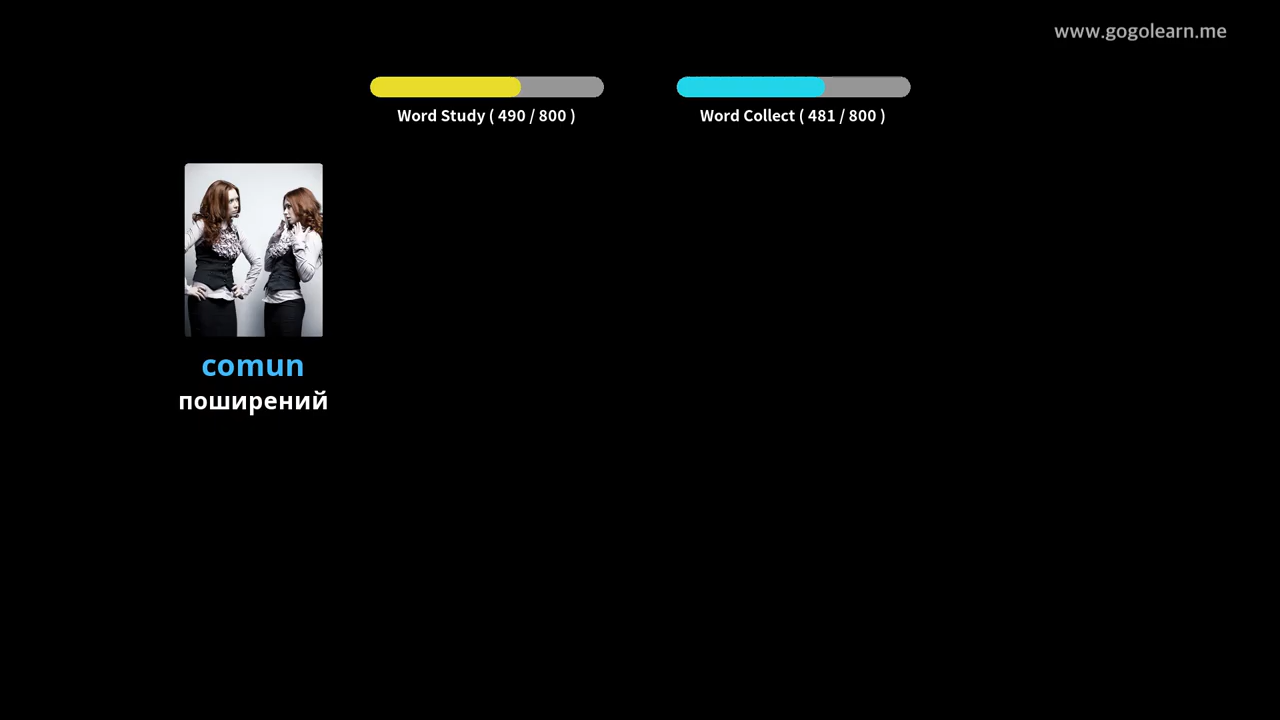 www.gogolearn.me
Word Study ( 490 / 800 )
Word Collect ( 481 / 800 )
comun
поширений